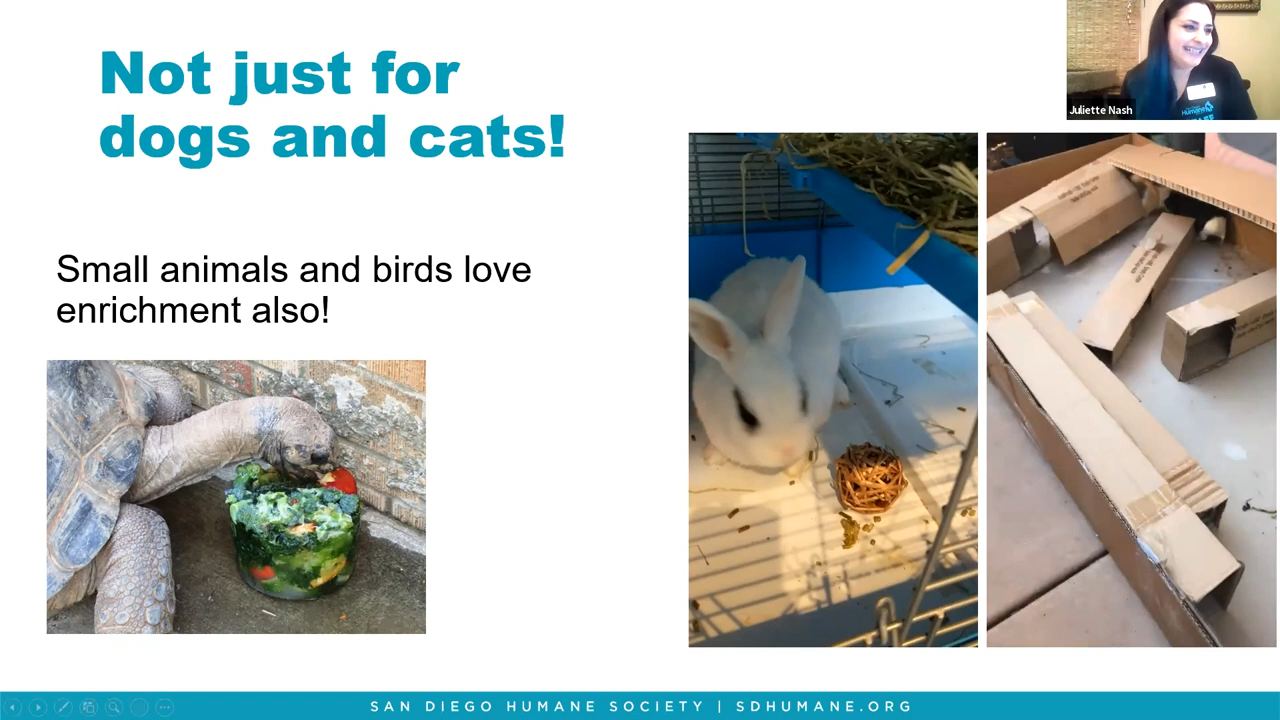 Not just for
dogs and cats!
Juliette Nash
Humane
Small animals and birds love
enrichment also!
SAN DIEGO HUMANE SOCIETY | SDHUMANE.ORG